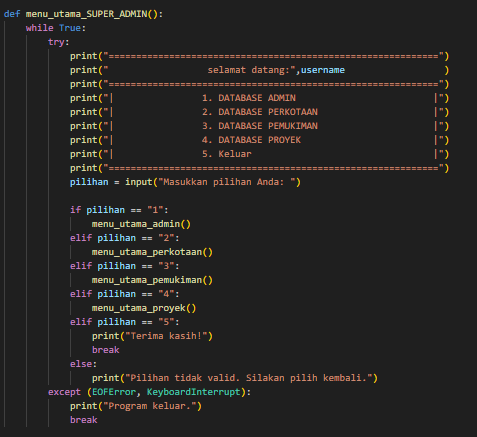 def menu_utama_SUPER_ADMIN():
    while True:
        try:
            print("============================================================")
            print("                  selamat datang:",username                  )
            print("============================================================")
            print("|                1. DATABASE ADMIN                         |")
            print("|                2. DATABASE PERKOTAAN                     |")
            print("|                3. DATABASE PEMUKIMAN                     |")
            print("|                4. DATABASE PROYEK                        |")
            print("|                5. Keluar                                 |")
            print("============================================================")
            pilihan = input("Masukkan pilihan Anda: ")

            if pilihan == "1":
                menu_utama_admin()
            elif pilihan == "2":
                menu_utama_perkotaan()
            elif pilihan == "3":
                menu_utama_pemukiman()
            elif pilihan == "4":
                menu_utama_proyek()
            elif pilihan == "5":
                print("Terima kasih!")
                break
            else:
                print("Pilihan tidak valid. Silakan pilih kembali.")
        except (EOFError, KeyboardInterrupt):
            print("Program keluar.")
            break